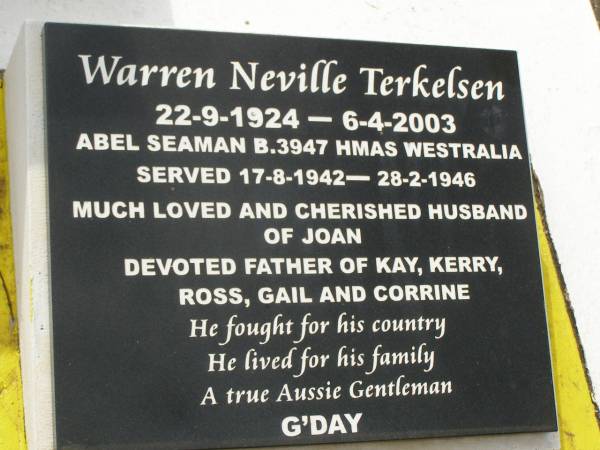 Warren Neville Terkelsen
22-9-1924 — 6-4-2003
ABEL SEAMAN B.3947 HMAS WESTRALIA
SERVED 17-8-1942— 28-2-1946
MUCH LOVED AND CHERISHED HUSBAND
OF JOAN
DEVOTED FATHER OF KAY, KERRY,
ROSS, GAIL AND CORRINE
He fought for his country
He lived for his family
A true Aussie Gentleman
G'DAY